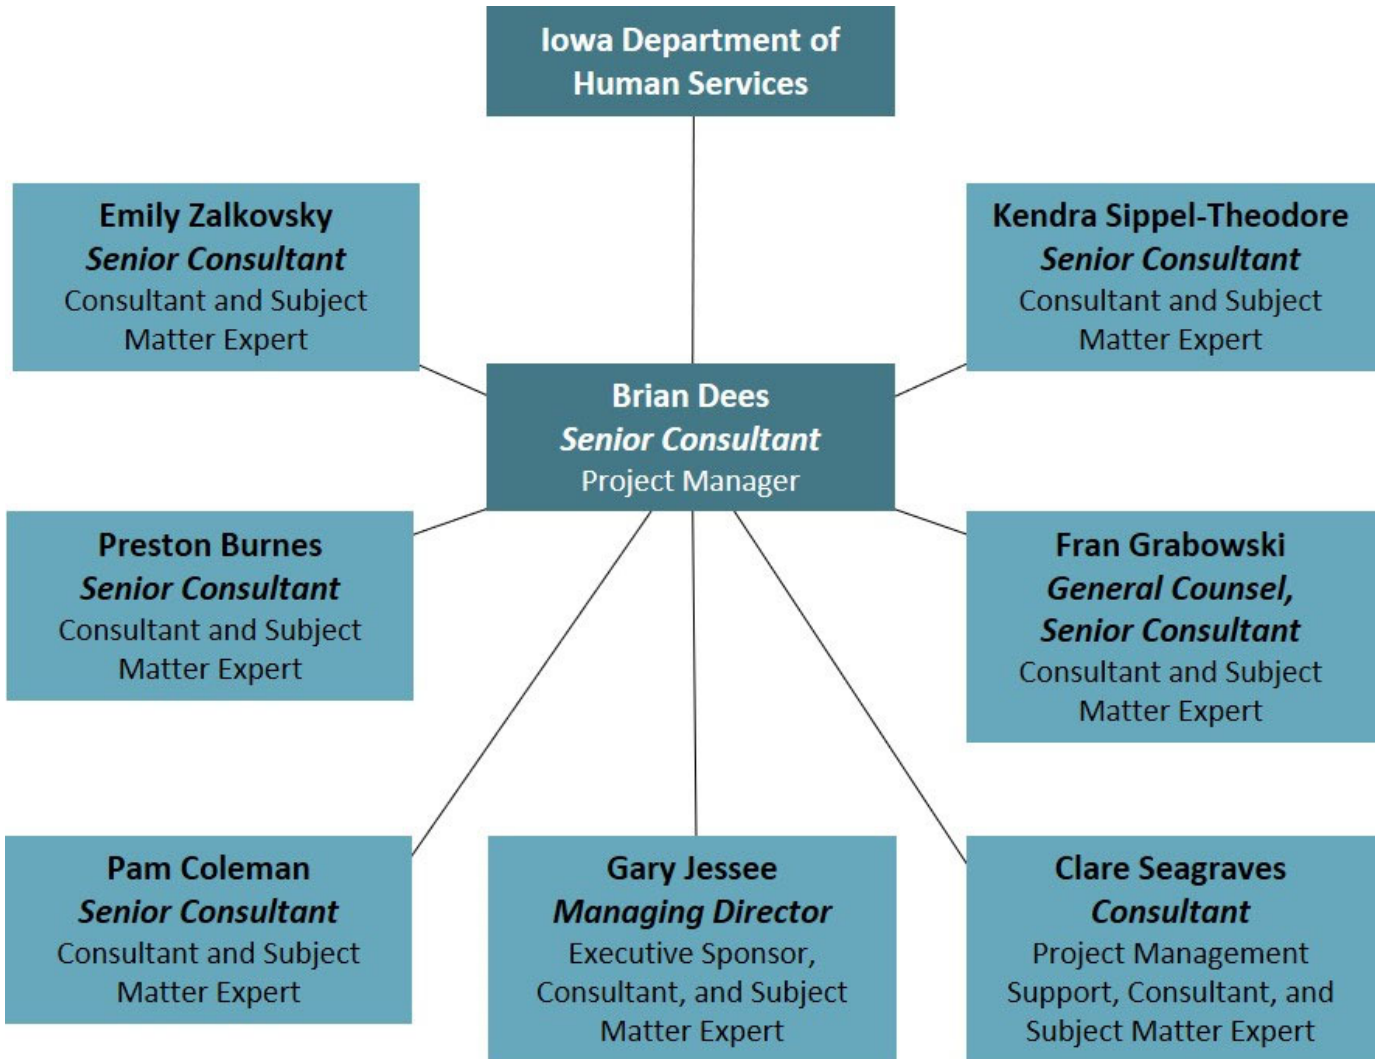 Iowa Department of
Human Services
Emily Zalkovsky
Senior Consultant
Consultant and Subject
Matter Expert
Kendra Sippel-Theodore
Senior Consultant
Consultant and Subject
Matter Expert
Brian Dees
Senior Consultant
Project Manager
Preston Burnes
Senior Consultant
Consultant and Subject
Matter Expert
Fran Grabowski
General Counsel,
Senior Consultant
Consultant and Subject
Matter Expert
Pam Coleman
Senior Consultant
Consultant and Subject
Matter Expert
Gary Jessee
Managing Director
Executive Sponsor,
Consultant, and Subject
Matter Expert
Clare Seagraves
Consultant
Project Management
Support, Consultant, and
Subject Matter Expert